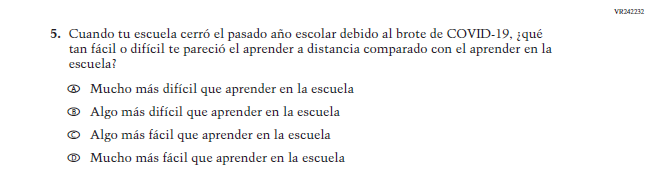 VR242232
5. Cuando tu escuela cerró el pasado año escolar debido al brote de COVID-19, ¿qué
tan fácil o difícil te pareció el aprender a distancia comparado con el aprender en la
escuela?
A Mucho más difícil que aprender en la escuela
B Algo más difícil que aprender en la escuela
C Algo más fácil que aprender en la escuela
D Mucho más fácil que aprender en la escuela